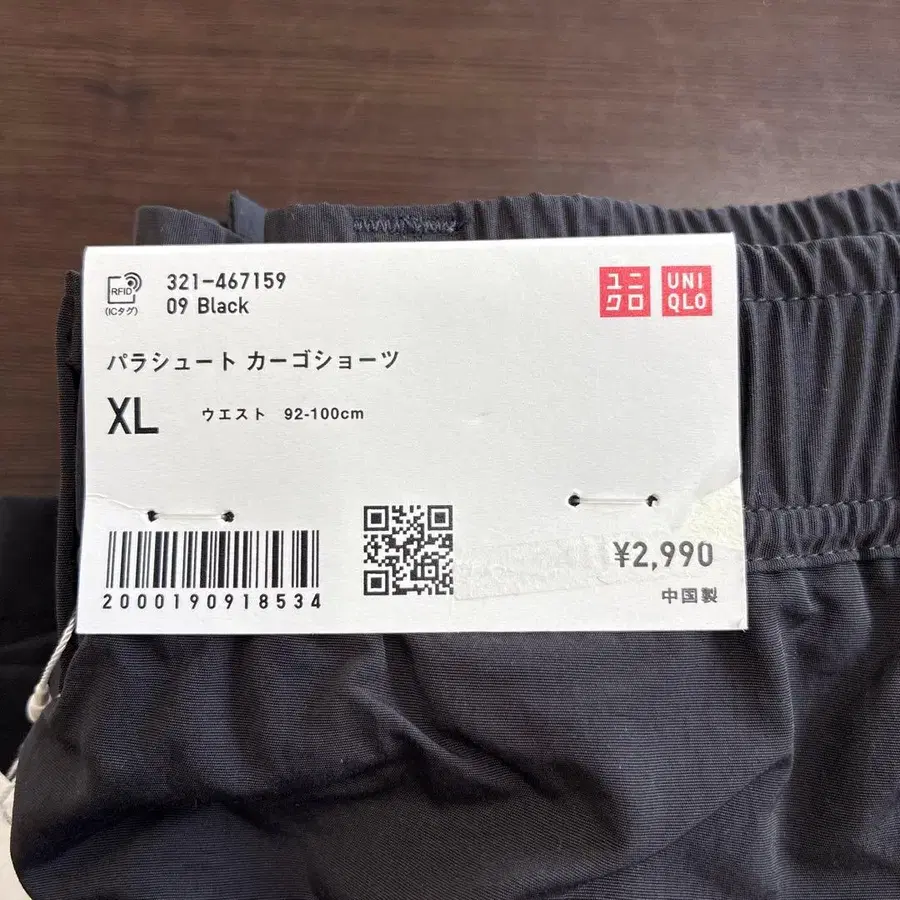 RFID
(ICタグ)
321-467159
09 Black
ユニ
クロ
UNI
QLO
パラシュート カーゴショーツ
XL
ウエスト 92-100cm
2000190918534
¥2,990
中国製